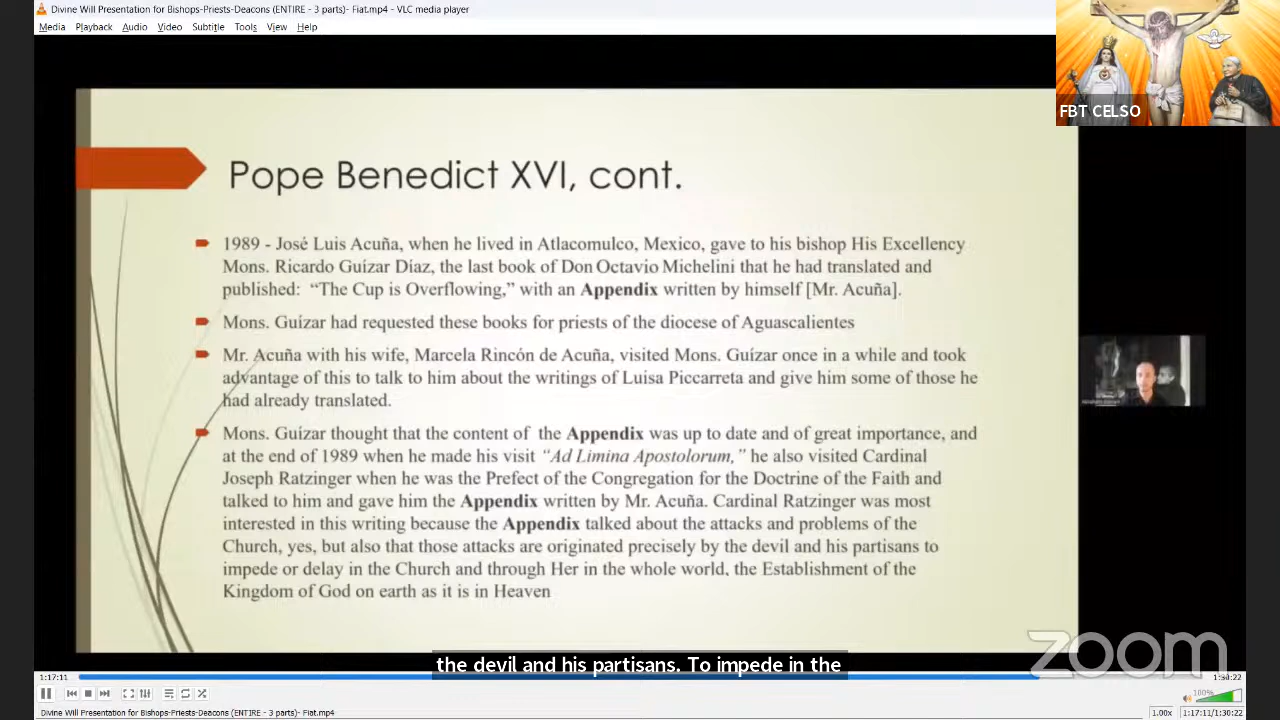 Divine Will Presentation for Bishops-Priests-Deacons (ENTIRE - 3 parts)- Fiat.mp4 - VLC media player
Media Playback Audio Video Subtitle Tools View Help
FBT CELSO
Pope Benedict XVI, cont.
1989 - José Luis Acuña, when he lived in Atlacomulco, Mexico, gave to his bishop His Excellency
Mons. Ricardo Guízar Díaz, the last book of Don Octavio Michelini that he had translated and
published: “The Cup is Overflowing,” with an Appendix written by himself [Mr. Acuña].
Mons. Guízar had requested these books for priests of the diocese of Aguascalientes
Mr. Acuña with his wife, Marcela Rincón de Acuña, visited Mons. Guízar once in a while and took
advantage of this to talk to him about the writings of Luisa Piccarreta and give him some of those he
had already translated.
Mons. Guízar thought that the content of the Appendix was up to date and of great importance, and
at the end of 1989 when he made his visit “Ad Limina Apostolorum,” he also visited Cardinal
Joseph Ratzinger when he was the Prefect of the Congregation for the Doctrine of the Faith and
talked to him and gave him the Appendix written by Mr. Acuña. Cardinal Ratzinger was most
interested in this writing because the Appendix talked about the attacks and problems of the
Church, yes, but also that those attacks are originated precisely by the devil and his partisans to
impede or delay in the Church and through Her in the whole world, the Establishment of the
Kingdom of God on earth as it is in Heaven
zoom
the devil and his partisans. To impede in the
1:17:11
1:30:22
100%
Divine Will Presentation for Bishops-Priests-Deacons (ENTIRE - 3 parts)- Fiat.mp4
1.00x
1:17:11/1:30:22